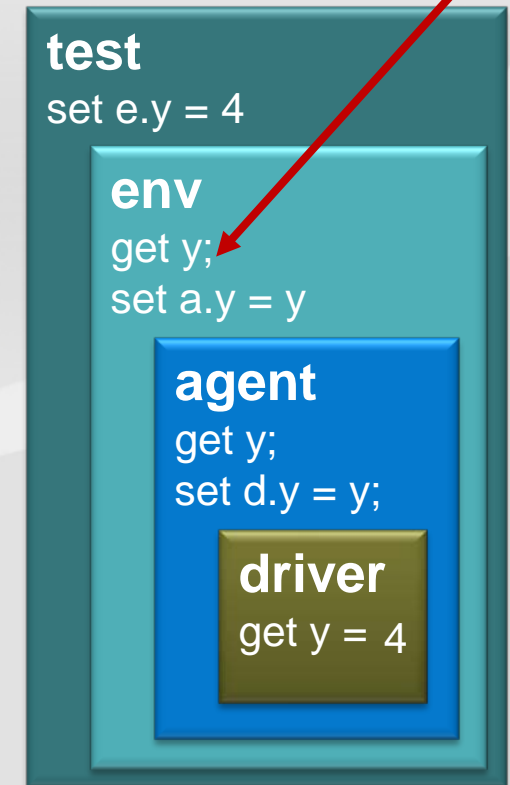 test
set e.y = 4
env
get y;
set a.y = y
agent
get y;
set d.y = y;
driver
get y = 4